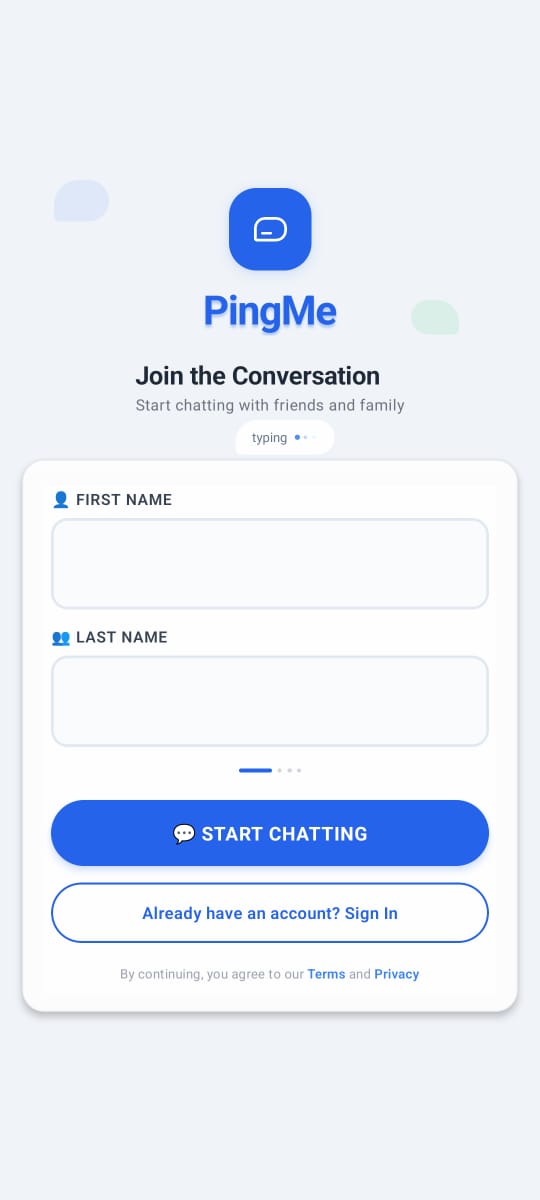 PingMe
Join the Conversation
Start chatting with friends and family
typing
👤 FIRST NAME
👥 LAST NAME
💬 START CHATTING
Already have an account? Sign In
By continuing, you agree to our Terms and Privacy